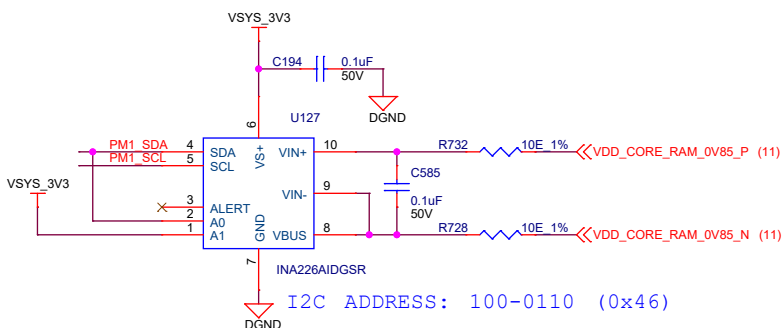 VSYS_3V3
C194
0.1uF
50V
DGND
U127
6
VS+
PM1_SDA
4
SDA
PM1_SCL
5
SCL
VSYS_3V3
3
ALERT
2
A0
1
A1
GND
7
VIN+
10
VIN-
9
VBUS
8
R732
10E_1%
VDD_CORE_RAM_0V85_P (11)
C585
0.1uF
50V
R728
10E_1%
VDD_CORE_RAM_0V85_N (11)
INA226AIDGSR
DGND
I2C ADDRESS: 100-0110 (0x46)